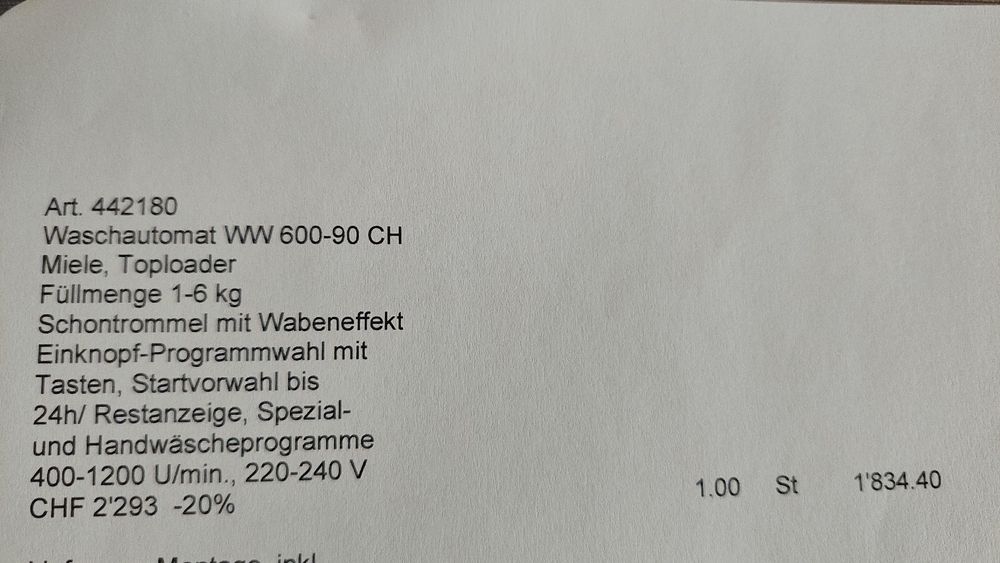 Art. 442180
Waschautomat WW 600-90 CH
Miele, Toploader
Füllmenge 1-6 kg
Schontrommel mit Wabeneffekt
Einknopf-Programmwahl mit
Tasten, Startvorwahl bis
24h/ Restanzeige, Spezial-
und Handwäscheprogramme
400-1200 U/min., 220-240 V
CHF 2'293 -20% 1.00 St 1'834.40
Montage inkl